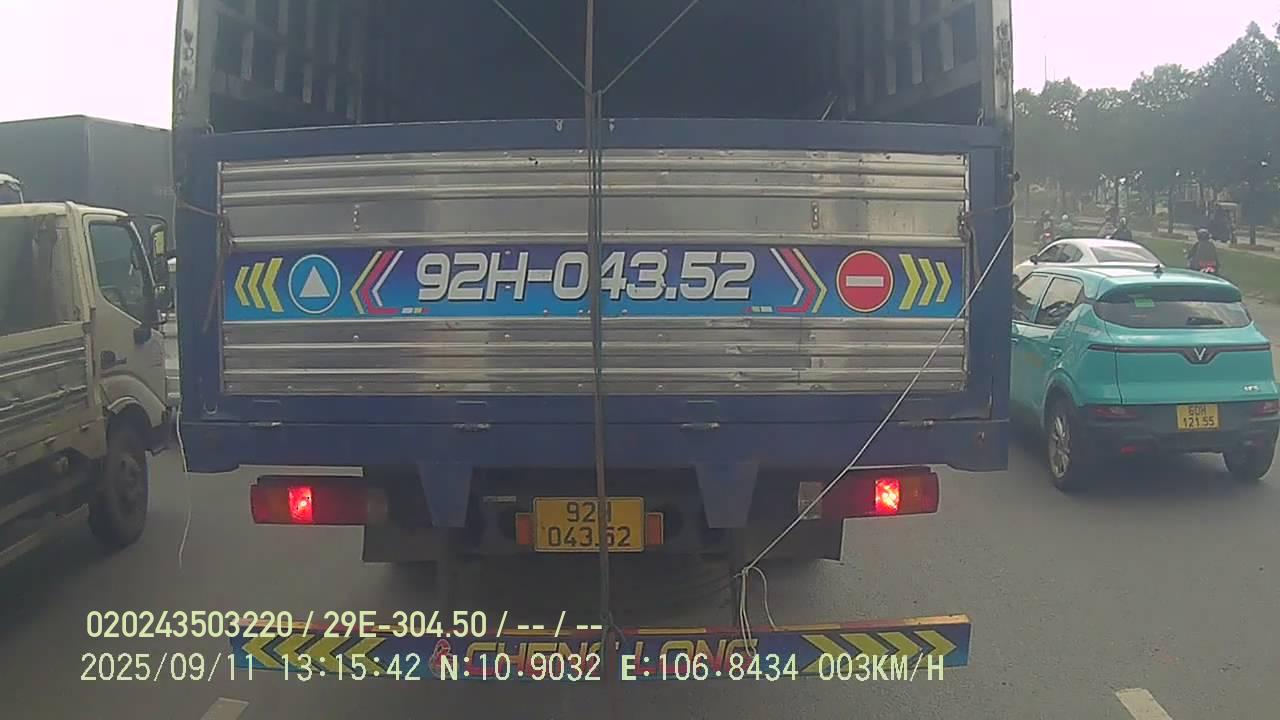 92H-043.52
60H
121.55
92H
043.52
CHENGLONG
020243503220 / 29E-304.50 / -- / --
2025/09/11 13:15:42 N:10.9032 E:106.8434 003KM/H